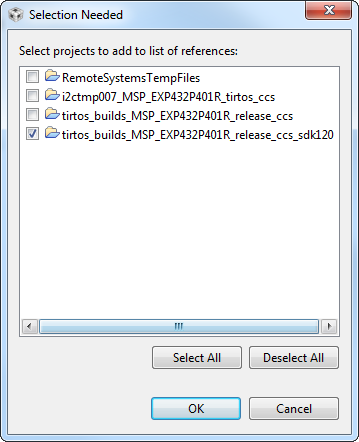 Selection Needed
Select projects to add to list of references:
RemoteSystemsTempFiles
i2ctmp007_MSP_EXP432P401R_tirtos_ccs
tirtos_builds_MSP_EXP432P401R_release_ccs
tirtos_builds_MSP_EXP432P401R_release_ccs_sdk120
Select All
Deselect All
OK
Cancel